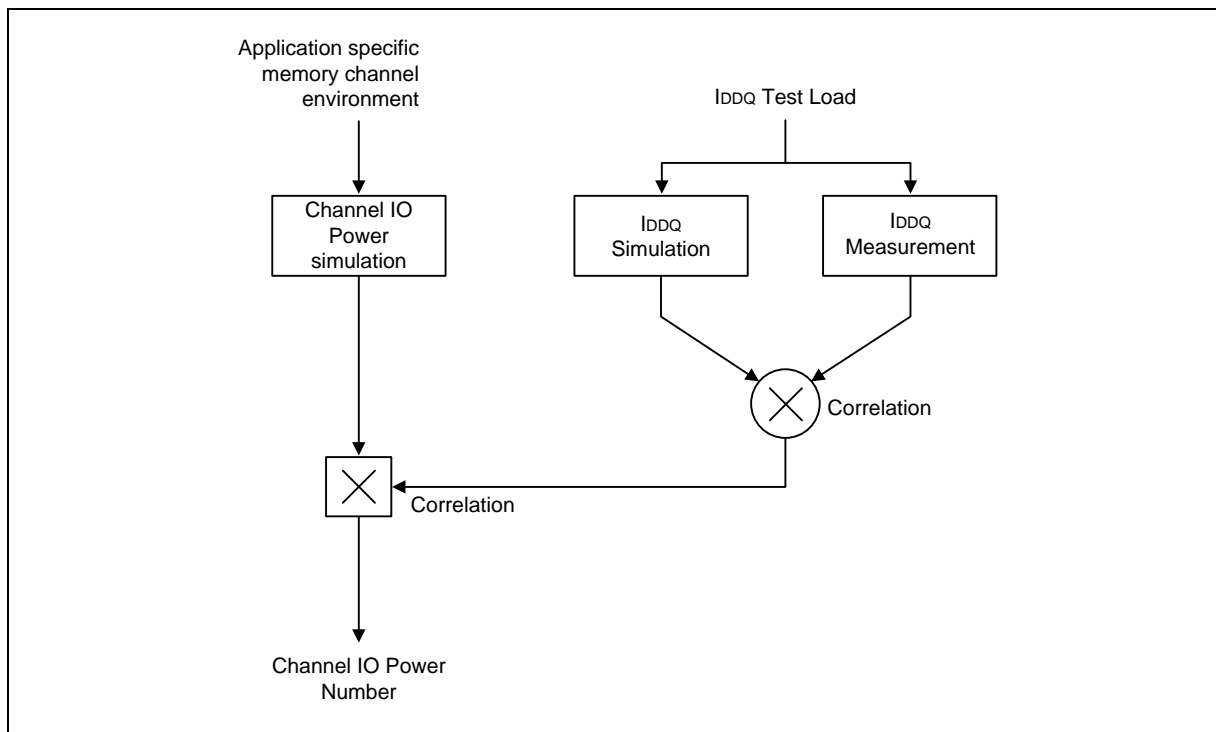 Application specific
memory channel
environment
IDDQ Test Load
Channel IO
Power
simulation
IDDQ
Simulation
IDDQ
Measurement
Correlation
Correlation
Channel IO Power
Number